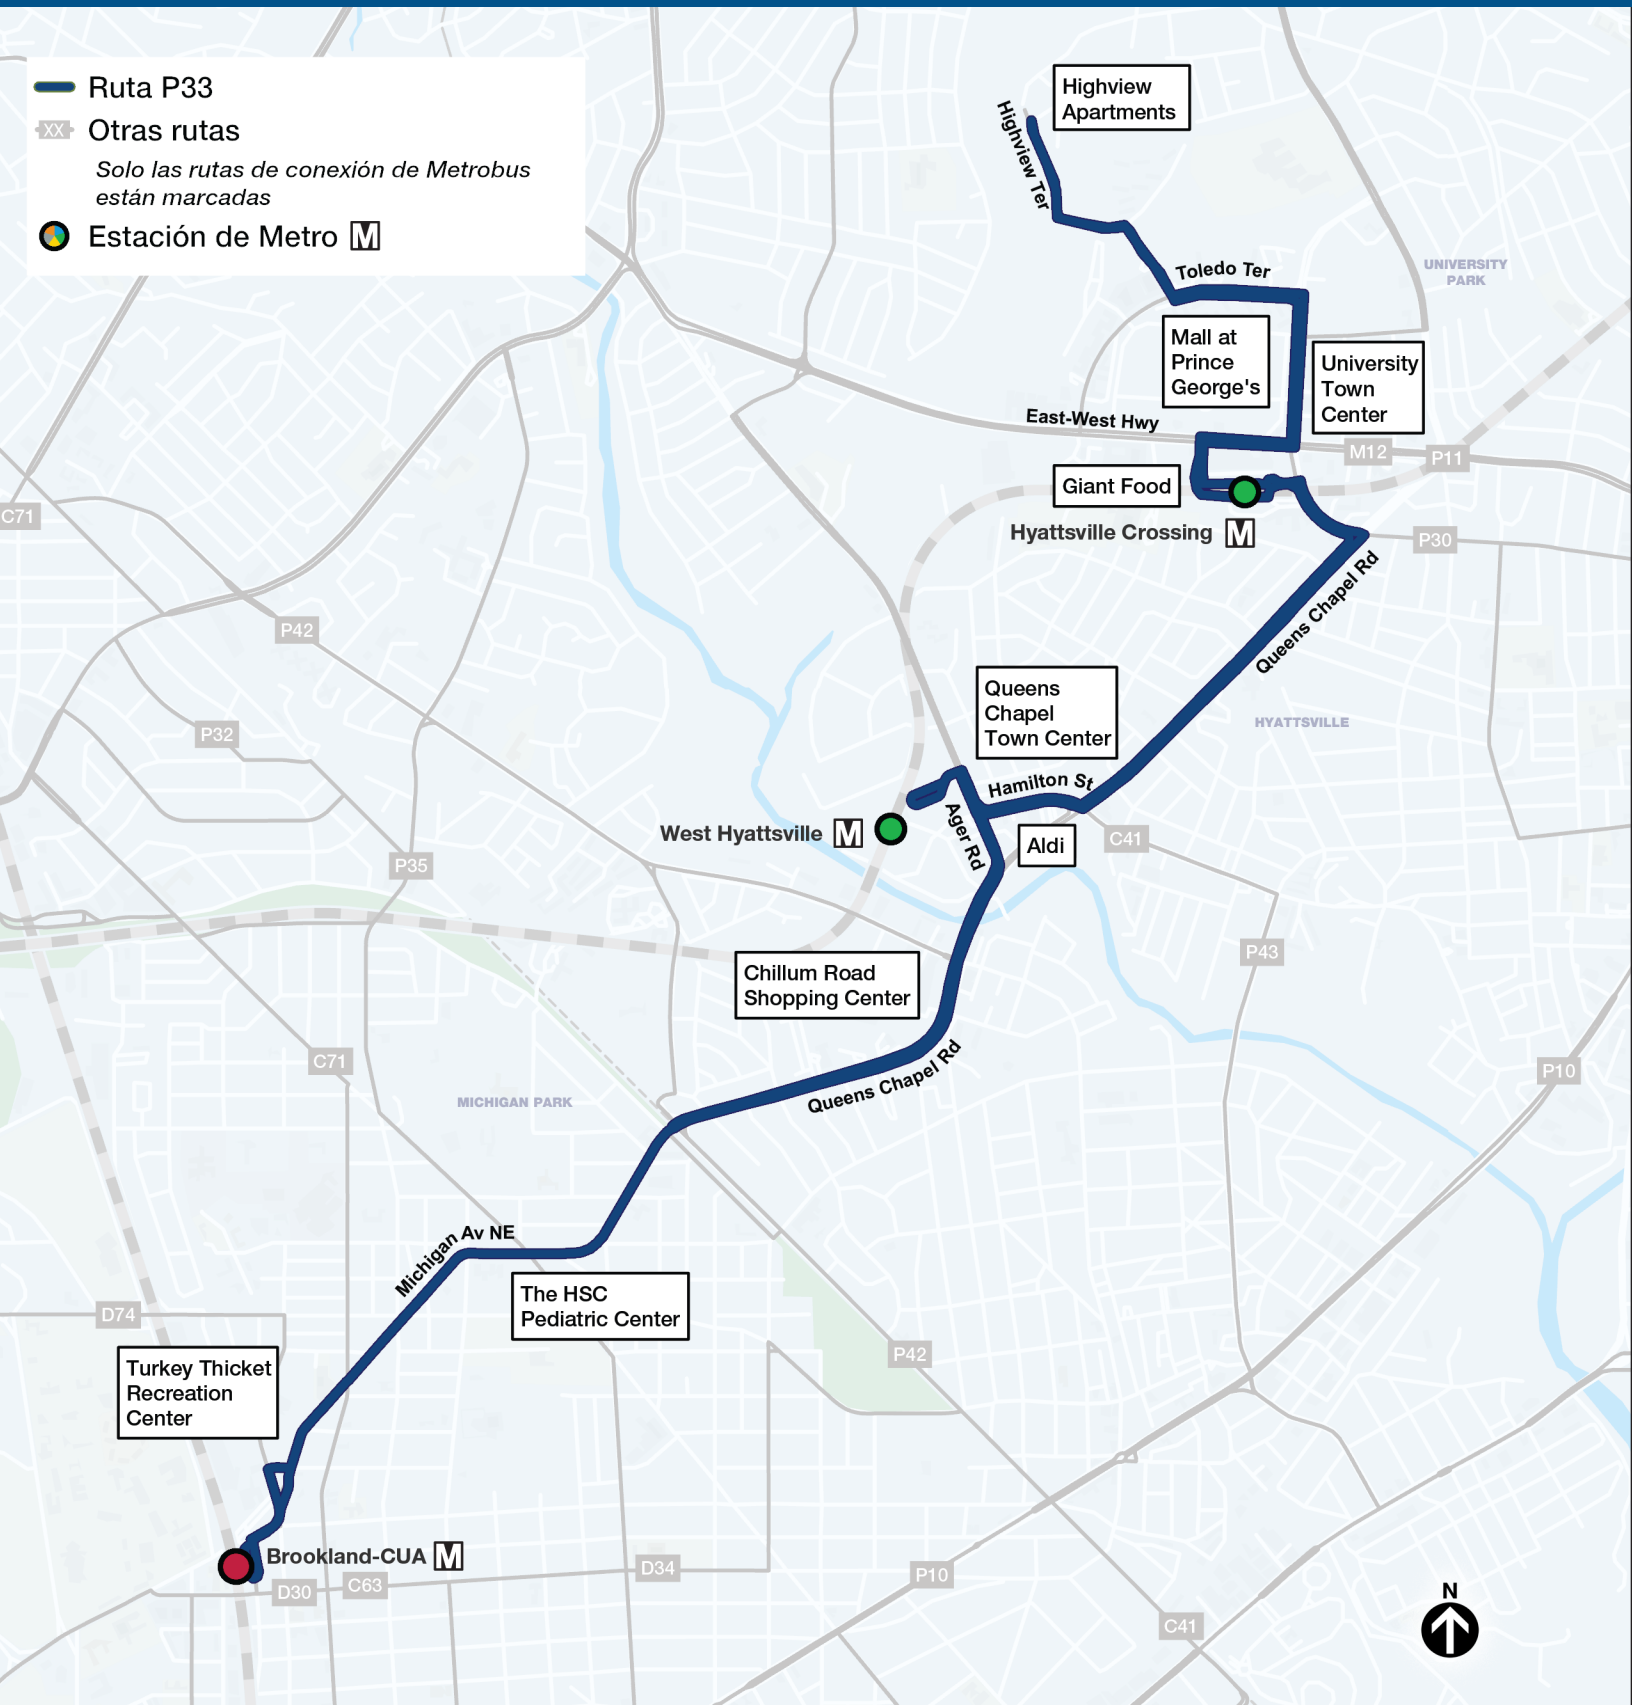 Ruta P33
XX Otras rutas
Solo las rutas de conexión de Metrobus
están marcadas
Estación de Metro M
Highview
Apartments
Highview Ter
Toledo Ter
UNIVERSITY
PARK
Mall at
Prince
George's
University
Town
Center
East-West Hwy
M12
P11
Giant Food
Hyattsville Crossing M
P30
C71
Queens Chapel Rd
P42
Queens
Chapel
Town Center
HYATTSVILLE
P32
Hamilton St
Ager Rd
West Hyattsville M
Aldi
C41
P35
P43
Chillum Road
Shopping Center
Queens Chapel Rd
C71
P10
MICHIGAN PARK
Michigan Av NE
The HSC
Pediatric Center
D74
P42
Turkey Thicket
Recreation
Center
Brookland-CUA M
D30
C63
D34
P10
C41
N